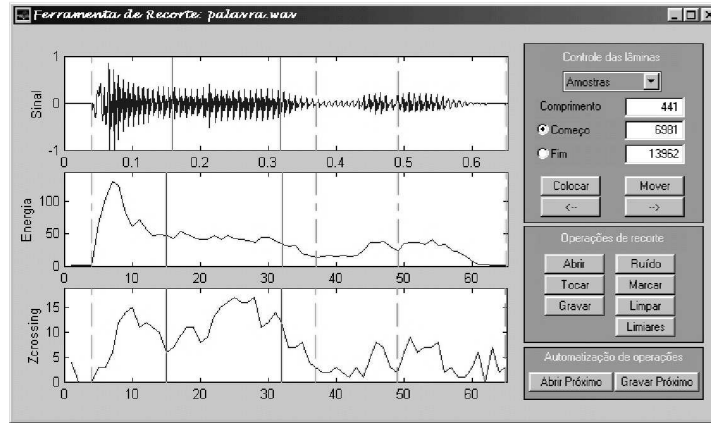 Ferramenta de Recorte: palavra.wav
Sinal
1
0
-1
0 0.1 0.2 0.3 0.4 0.5 0.6
Energia
100
50
0
0 10 20 30 40 50 60
Zcrossing
15
10
5
0
0 10 20 30 40 50 60
Controle das lâminas
Amostras
Comprimento 441
Começo 6981
Fim 13962
Colocar Mover
<-- -->
Operações de recorte
Abrir Ruído
Tocar Marcar
Gravar Limpar
Limiares
Automatização de operações
Abrir Próximo Gravar Próximo